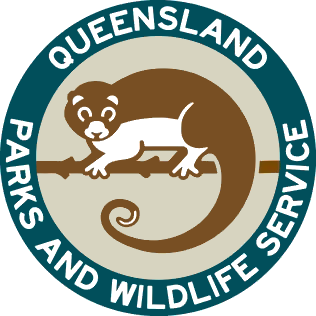 QUEENSLAND
PARKS AND WILDLIFE SERVICE